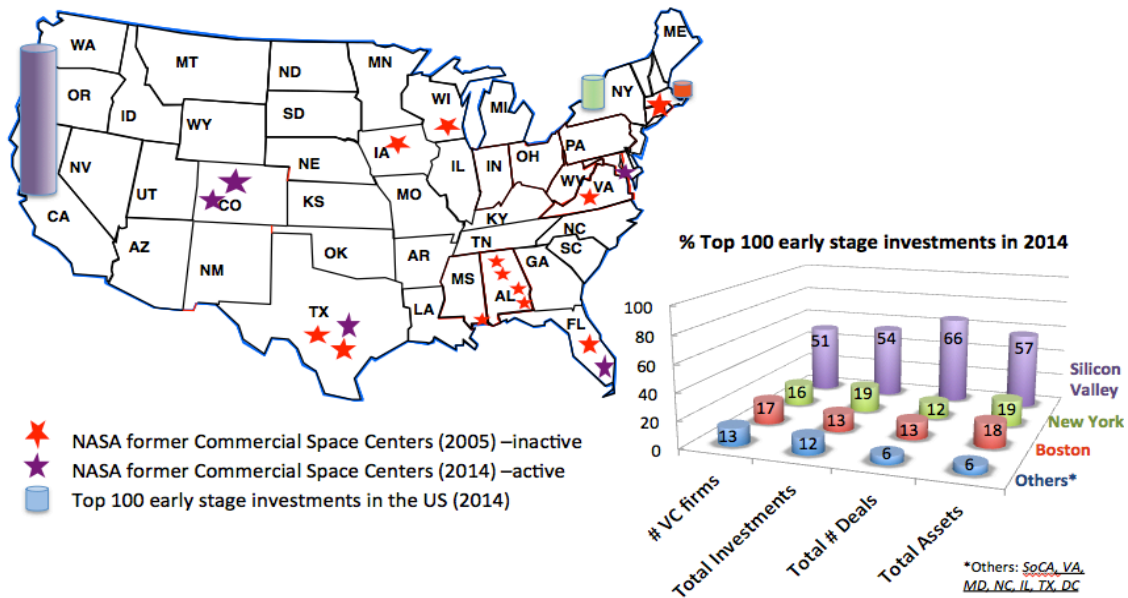 ME
WA
MT
ND
MN
OR
ID
SD
WI
MI
NY
WY
IA
NE
PA
NV
IL
IN
OH
UT
CO
WV
VA
KS
MO
CA
KY
NC
AZ
OK
TN
SC
NM
AR
MS
AL
GA
TX
LA
FL
NASA former Commercial Space Centers (2005) –inactive
NASA former Commercial Space Centers (2014) –active
Top 100 early stage investments in the US (2014)
% Top 100 early stage investments in 2014
100
80
60
40
20
0
51
54
66
57
Silicon
Valley
16
19
12
19
New York
17
13
13
18
Boston
13
12
6
6
Others*
# VC firms
Total Investments
Total # Deals
Total Assets
*Others: SoCA, VA,
MD, NC, IL, TX, DC